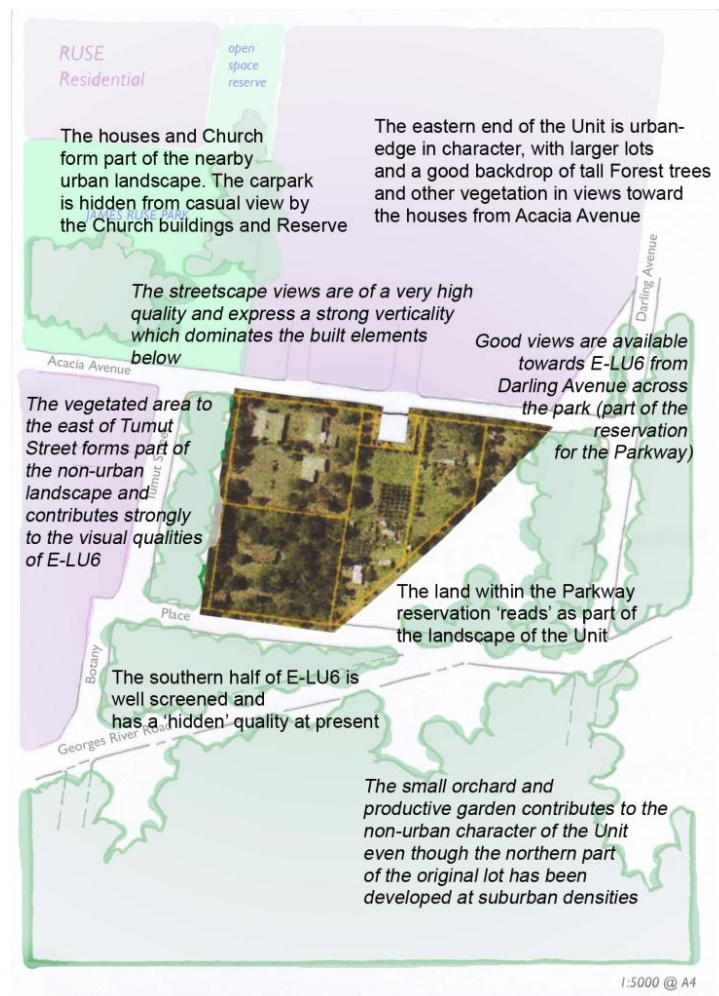 RUSE
Residential
open
space
reserve
The houses and Church
form part of the nearby
urban landscape. The carpark
is hidden from casual view by
the Church buildings and Reserve
JAMES RUSE PARK
The eastern end of the Unit is urban-
edge in character, with larger lots
and a good backdrop of tall Forest trees
and other vegetation in views toward
the houses from Acacia Avenue
Darling Avenue
The streetscape views are of a very high
quality and express a strong verticality
which dominates the built elements
below
Good views are available
towards E-LU6 from
Darling Avenue across
the park (part of the
reservation
for the Parkway)
Acacia Avenue
The vegetated area to
the east of Tumut
Street forms part of
the non-urban
landscape and
contributes strongly
to the visual qualities
of E-LU6
Tumut Street
The land within the Parkway
reservation ‘reads’ as part of
the landscape of the Unit
Place
Botany
The southern half of E-LU6 is
well screened and
has a ‘hidden’ quality at present
Georges River Road
The small orchard and
productive garden contributes to the
non-urban character of the Unit
even though the northern part
of the original lot has been
developed at suburban densities
1:5000 @ A4